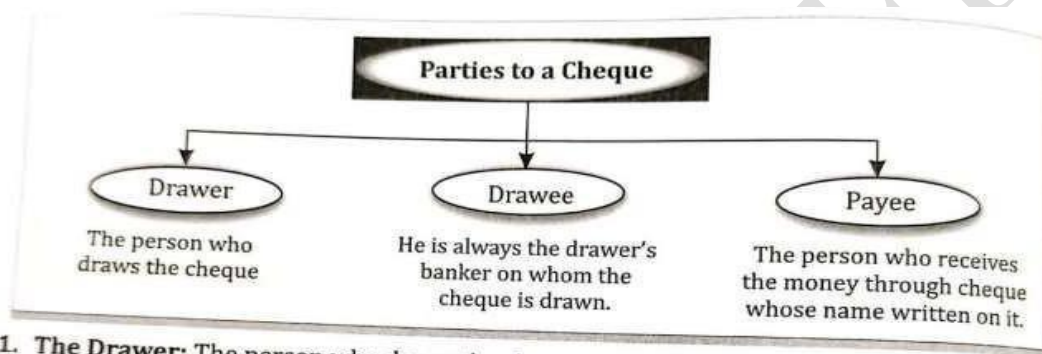 Parties to a Cheque
Drawer
The person who
draws the cheque
Drawee
He is always the drawer's
banker on whom the
cheque is drawn.
Payee
The person who receives
the money through cheque
whose name written on it.
1. The Drawer: The person who